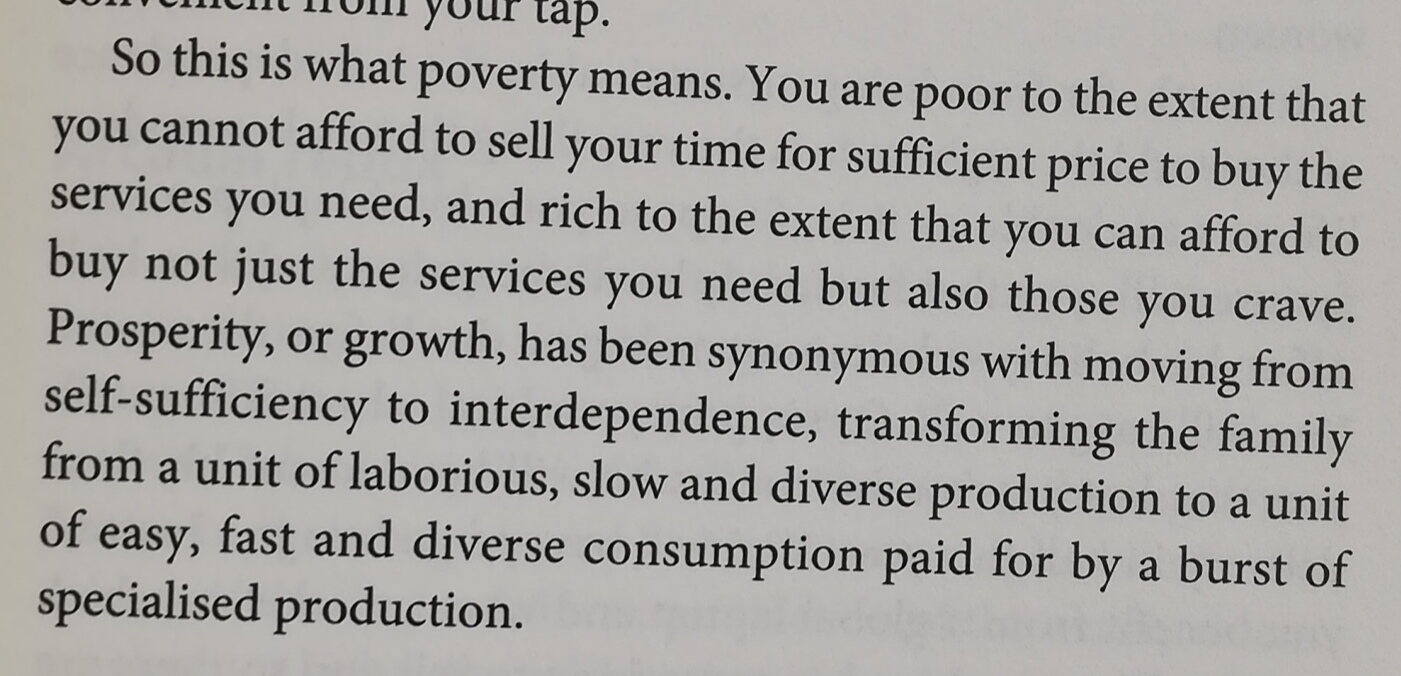 convenient from your tap.
So this is what poverty means. You are poor to the extent that
you cannot afford to sell your time for sufficient price to buy the
services you need, and rich to the extent that you can afford to
buy not just the services you need but also those you crave.
Prosperity, or growth, has been synonymous with moving from
self-sufficiency to interdependence, transforming the family
from a unit of laborious, slow and diverse production to a unit
of easy, fast and diverse consumption paid for by a burst of
specialised production.